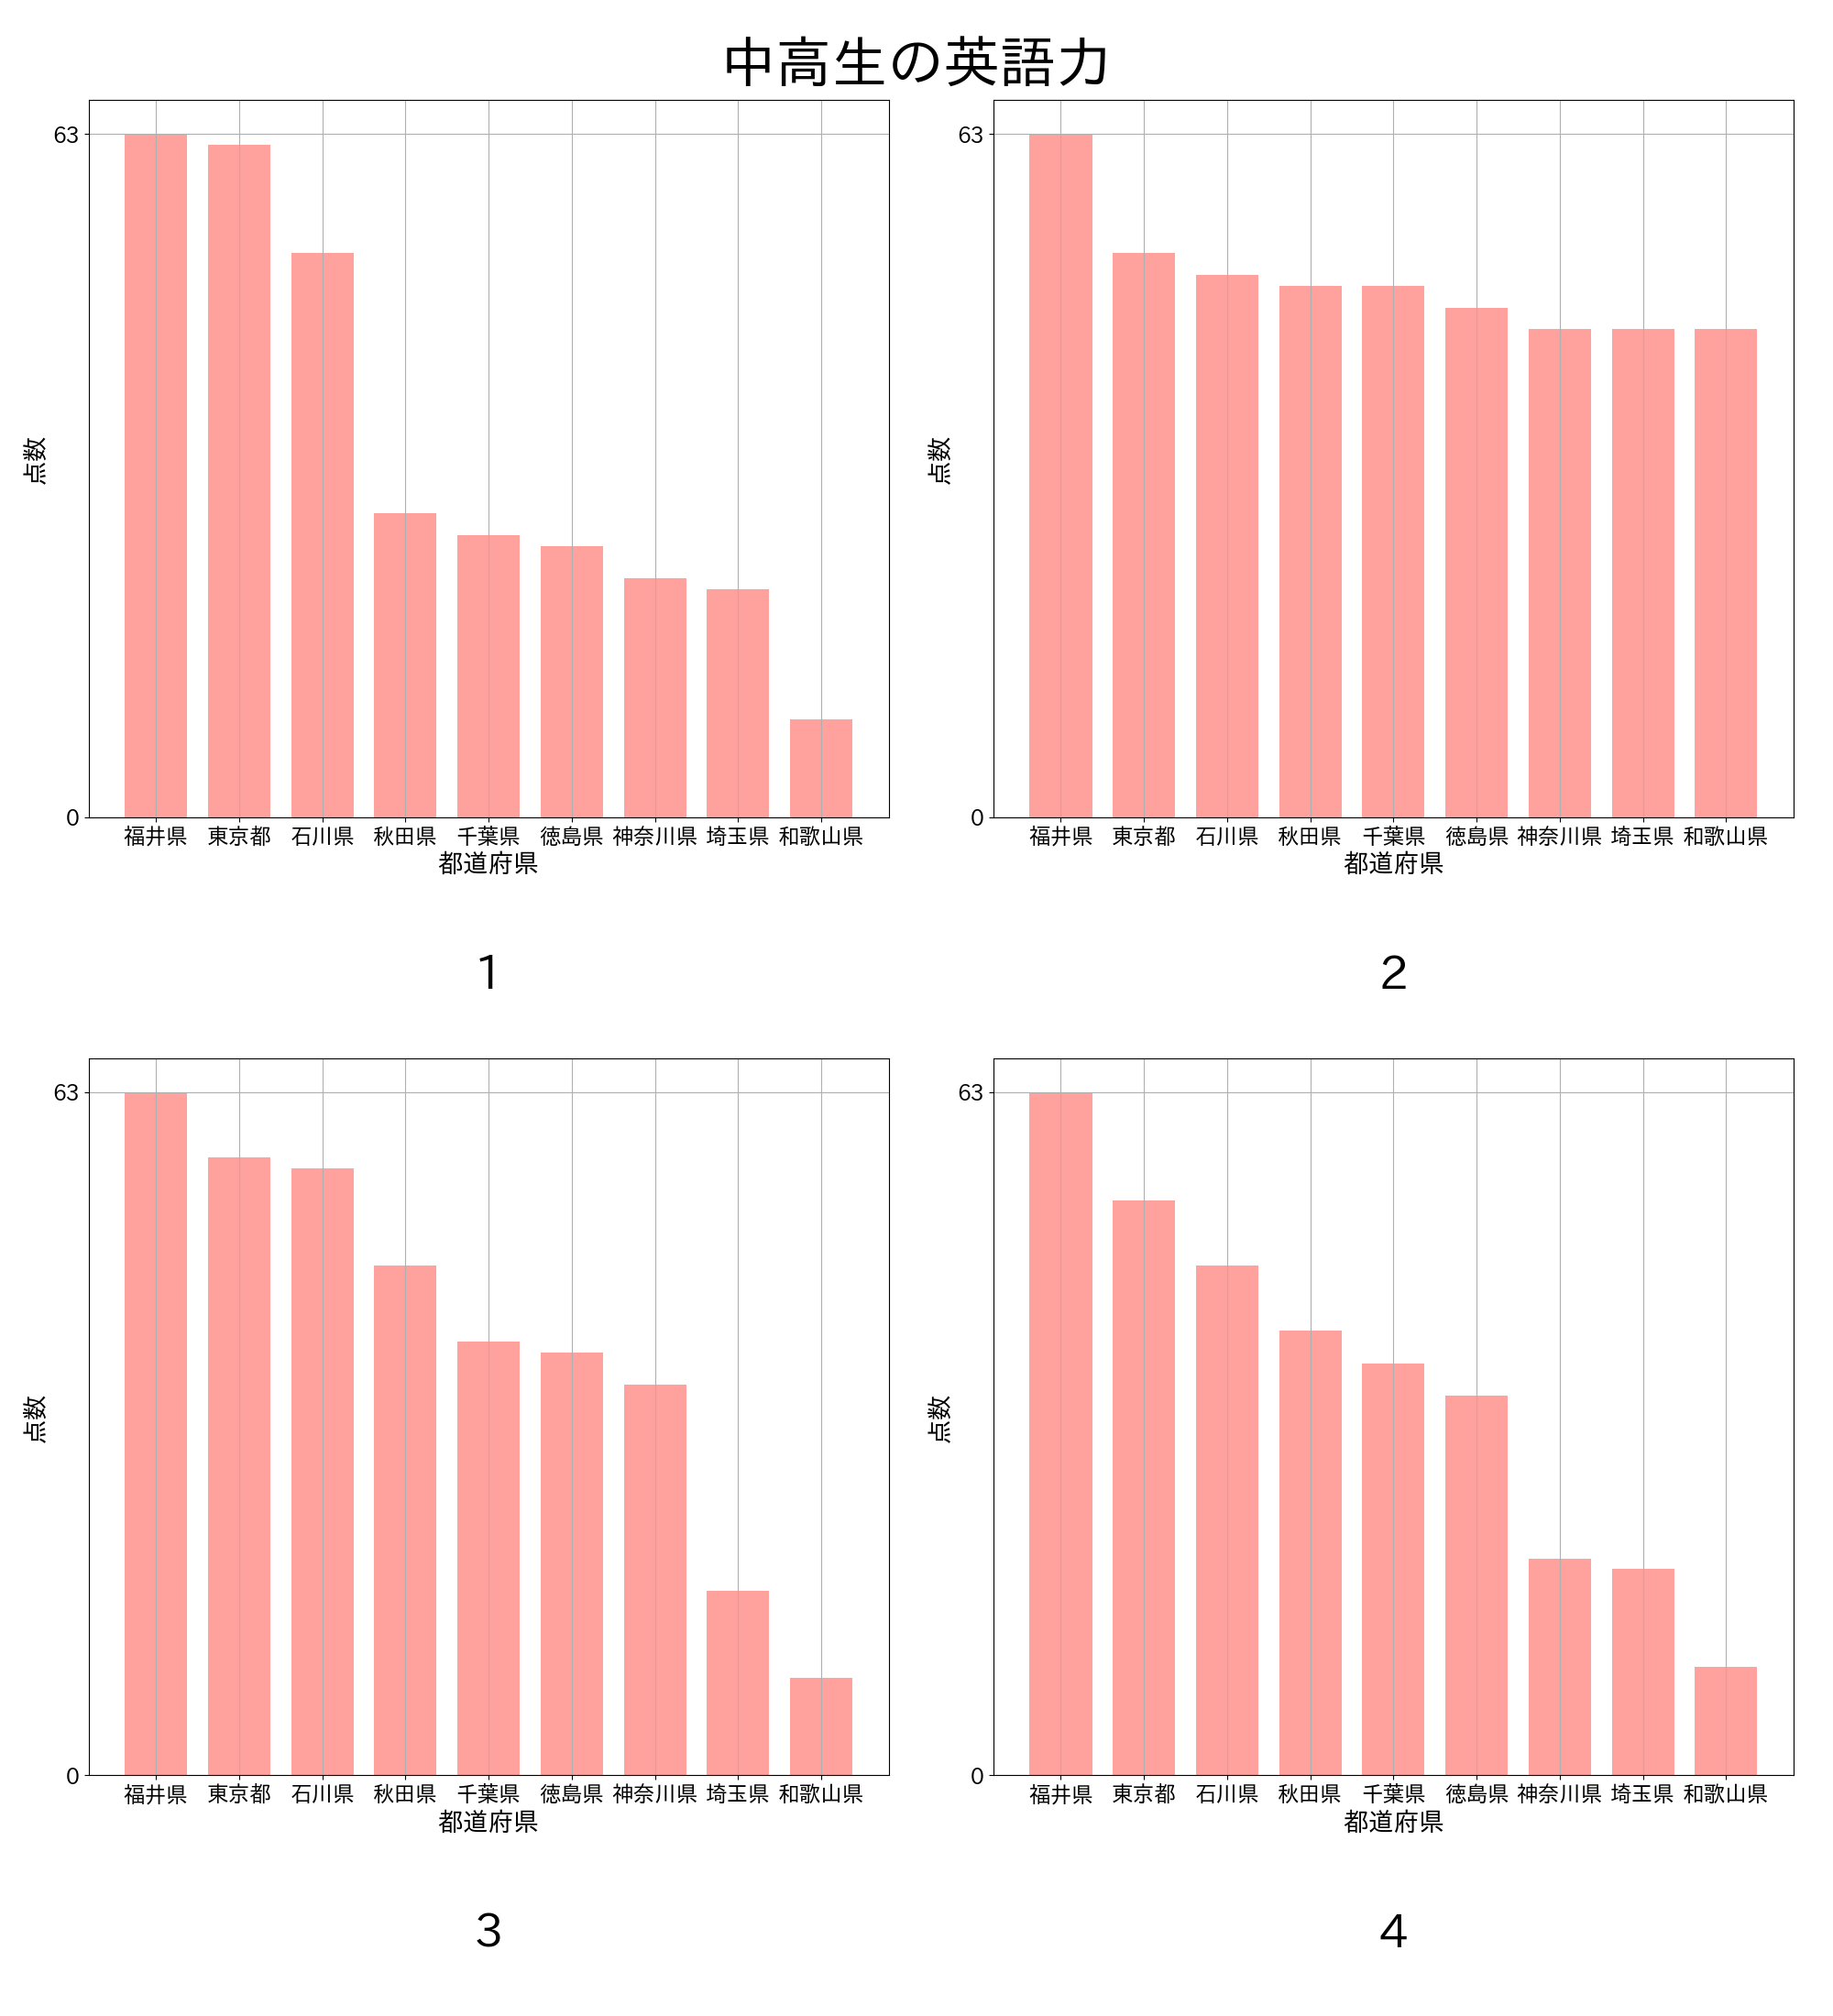 中高生の英語力
63
0
点数
福井県 東京都 石川県 秋田県 千葉県 徳島県 神奈川県 埼玉県 和歌山県
都道府県
1
63
0
点数
福井県 東京都 石川県 秋田県 千葉県 徳島県 神奈川県 埼玉県 和歌山県
都道府県
2
63
0
点数
福井県 東京都 石川県 秋田県 千葉県 徳島県 神奈川県 埼玉県 和歌山県
都道府県
3
63
0
点数
福井県 東京都 石川県 秋田県 千葉県 徳島県 神奈川県 埼玉県 和歌山県
都道府県
4